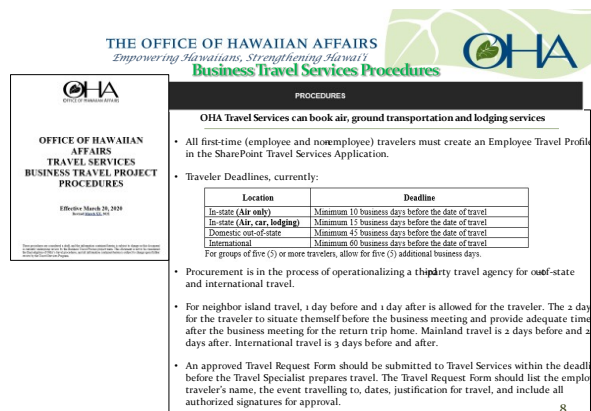 THE OFFICE OF HAWAIIAN AFFAIRS
Empowering Hawaiians, Strengthening Hawai'i
OHA
Business Travel Services Procedures
OHA
OFFICE OF HAWAIIAN AFFAIRS
OFFICE OF HAWAIIAN
AFFAIRS
TRAVEL SERVICES
BUSINESS TRAVEL PROJECT
PROCEDURES
Effective March 20, 2020
PROCEDURES
OHA Travel Services can book air, ground transportation and lodging services
• All first-time (employee and nonemployee) travelers must create an Employee Travel Profile
in the SharePoint Travel Services Application.
• Traveler Deadlines, currently:
Location Deadline
In-state (Air only) Minimum 10 business days before the date of travel
In-state (Air, car, lodging) Minimum 15 business days before the date of travel
Domestic out-of-state Minimum 45 business days before the date of travel
International Minimum 60 business days before the date of travel
For groups of five (5) or more travelers, allow for five (5) additional business days.
• Procurement is in the process of operationalizing a third-party travel agency for out-of-state
and international travel.
• For neighbor island travel, 1 day before and 1 day after is allowed for the traveler. The 2 day
for the traveler to situate themself before the business meeting and provide adequate time
after the business meeting for the return trip home. Mainland travel is 2 days before and 2
days after. International travel is 3 days before and after.
• An approved Travel Request Form should be submitted to Travel Services within the deadli
before the Travel Specialist prepares travel. The Travel Request Form should list the emplo
traveler's name, the event travelling to, dates, justification for travel, and include all
authorized signatures for approval.
8